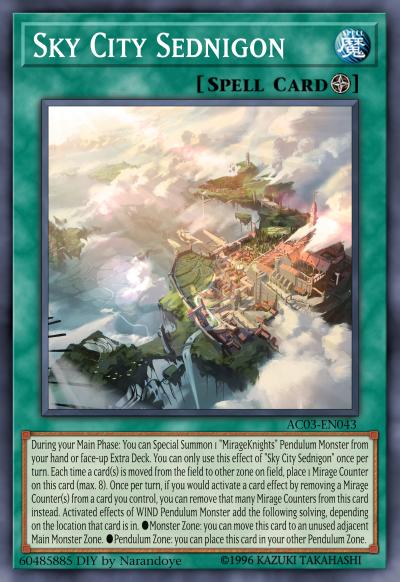 Sky City Sednigon
魔
SPELL
[Spell Card]
AC03-EN043
During your Main Phase: You can Special Summon 1 "MirageKnights" Pendulum Monster from
your hand or face-up Extra Deck. You can only use this effect of "Sky City Sednigon" once per
turn. Each time a card(s) is moved from the field to other zone on field, place 1 Mirage Counter
on this card (max. 8). Once per turn, if you would activate a card effect by removing a Mirage
Counter(s) from a card you control, you can remove that many Mirage Counters from this card
instead. Activated effects of WIND Pendulum Monster add the following solving, depending
on the location that card is in. ●Monster Zone: you can move this card to an unused adjacent
Main Monster Zone. ●Pendulum Zone: you can place this card in your other Pendulum Zone.
60485885 DIY by Narandoye
©1996 KAZUKI TAKAHASHI